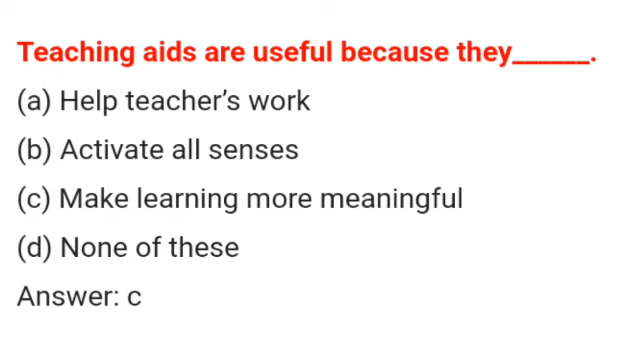 Teaching aids are useful because they______.
(a) Help teacher’s work
(b) Activate all senses
(c) Make learning more meaningful
(d) None of these
Answer: c